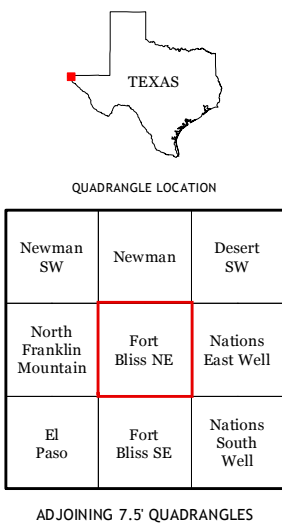 TEXAS
QUADRANGLE LOCATION
Newman
SW
Newman
Desert
SW
North
Franklin
Mountain
Fort
Bliss NE
Nations
East Well
El
Paso
Fort
Bliss SE
Nations
South
Well
ADJOINING 7.5' QUADRANGLES